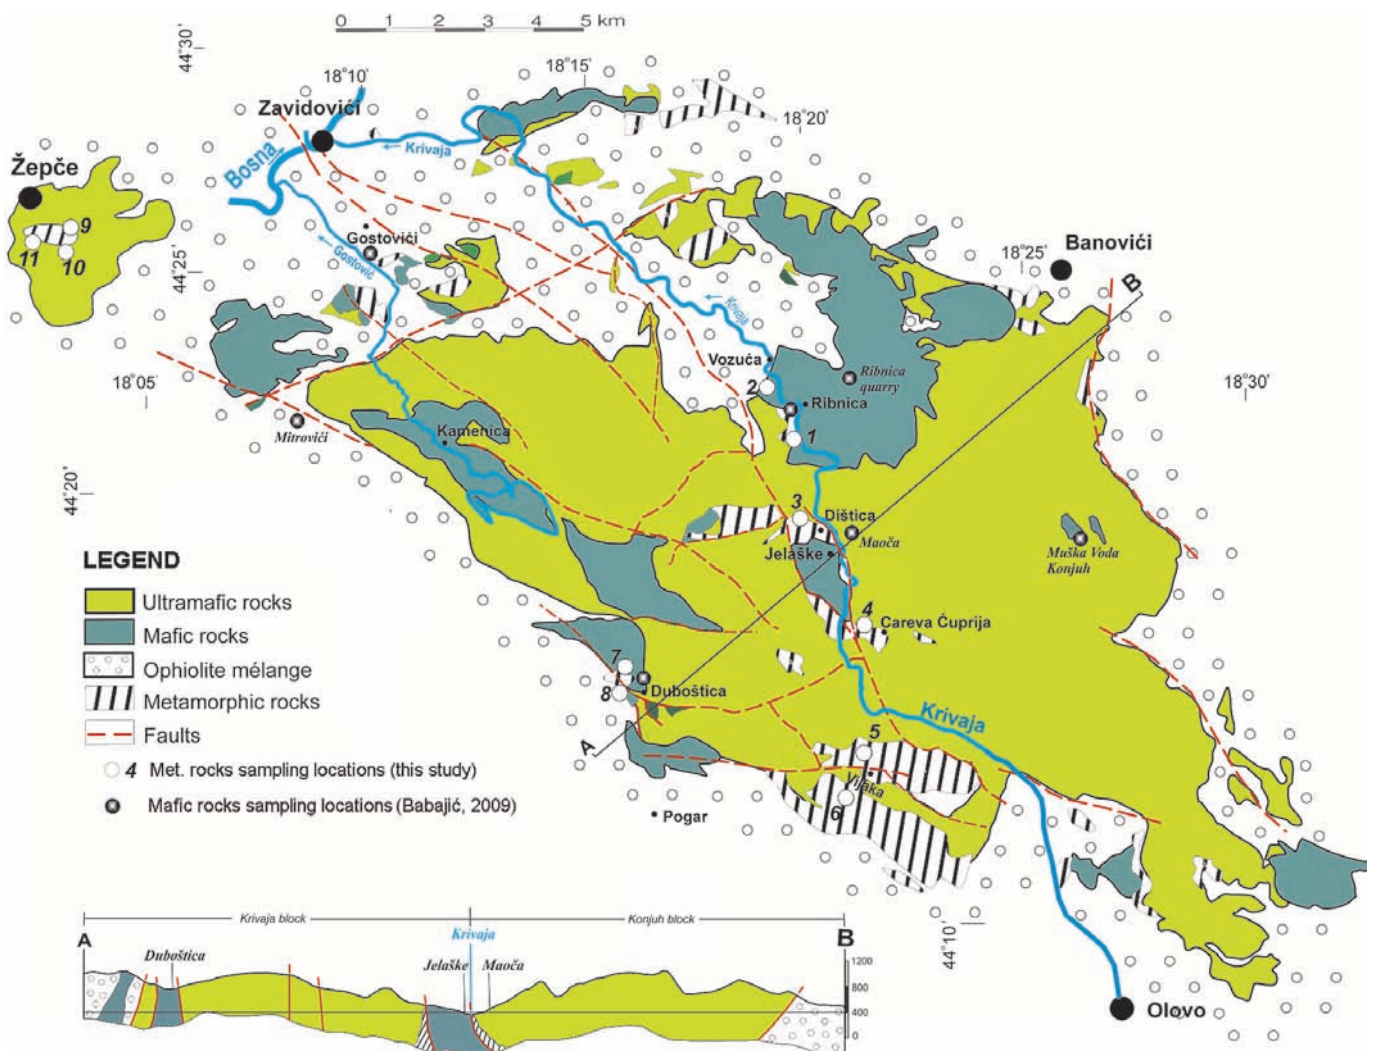 0 1 2 3 4 5 km
44°30'
18°10'
18°15'
18°20'
Zavidovići
Krivaja
Bosna
Žepče
Gostovići
Gostović
9
11
10
44°25'
18°25'
Banovići
B
Krivaja
Vozuća
Ribnica
quarry
2
Ribnica
1
18°05'
18°30'
Mitrovići
Kamenica
44°20'
3
Dištica
Maoča
Jelaške
Muška Voda
Konjuh
4
Careva Ćuprija
7
8
Duboštica
A
Krivaja
5
Vijaka
6
Pogar
44°10'
Olovo
LEGEND
Ultramafic rocks
Mafic rocks
Ophiolite mélange
Metamorphic rocks
Faults
4 Met. rocks sampling locations (this study)
Mafic rocks sampling locations (Babajić, 2009)
Krivaja block
Konjuh block
A
Duboštica
Krivaja
Jelaške
Maoča
B
1200
800
400
0